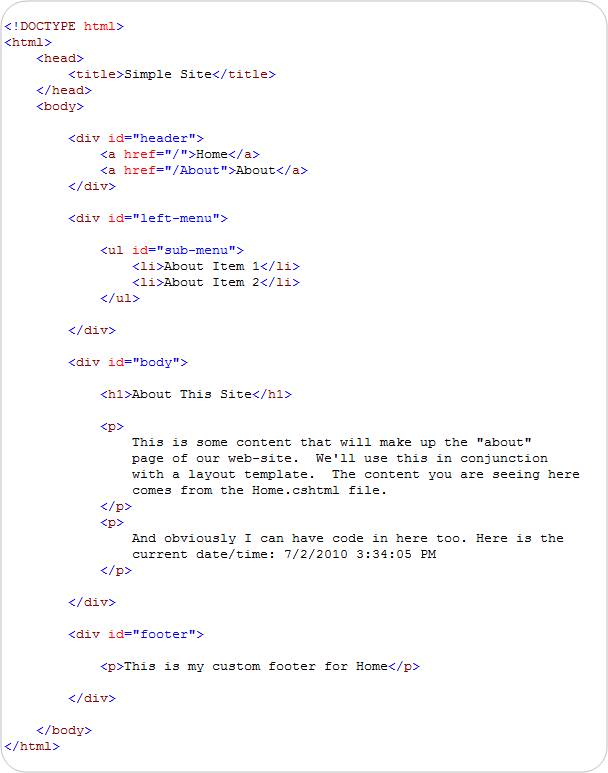 <!DOCTYPE html>
<html>
    <head>
        <title>Simple Site</title>
    </head>
    <body>

        <div id="header">
            <a href="/">Home</a>
            <a href="/About">About</a>
        </div>

        <div id="left-menu">

            <ul id="sub-menu">
                <li>About Item 1</li>
                <li>About Item 2</li>
            </ul>

        </div>

        <div id="body">

            <h1>About This Site</h1>

            <p>
                This is some content that will make up the "about"
                page of our web-site.  We'll use this in conjunction
                with a layout template.  The content you are seeing here
                comes from the Home.cshtml file.
            </p>
            <p>
                And obviously I can have code in here too. Here is the
                current date/time: 7/2/2010 3:34:05 PM
            </p>

        </div>

        <div id="footer">

            <p>This is my custom footer for Home</p>

        </div>

    </body>
</html>